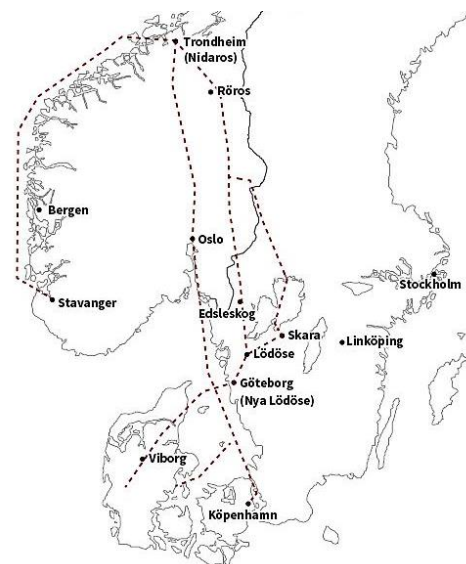 Trondheim
(Nidaros)
Röros
Bergen
Oslo
Stavanger
Stockholm
Edsleskog
Skara
Linköping
Lödöse
Göteborg
(Nya Lödöse)
Viborg
Köpenhamn